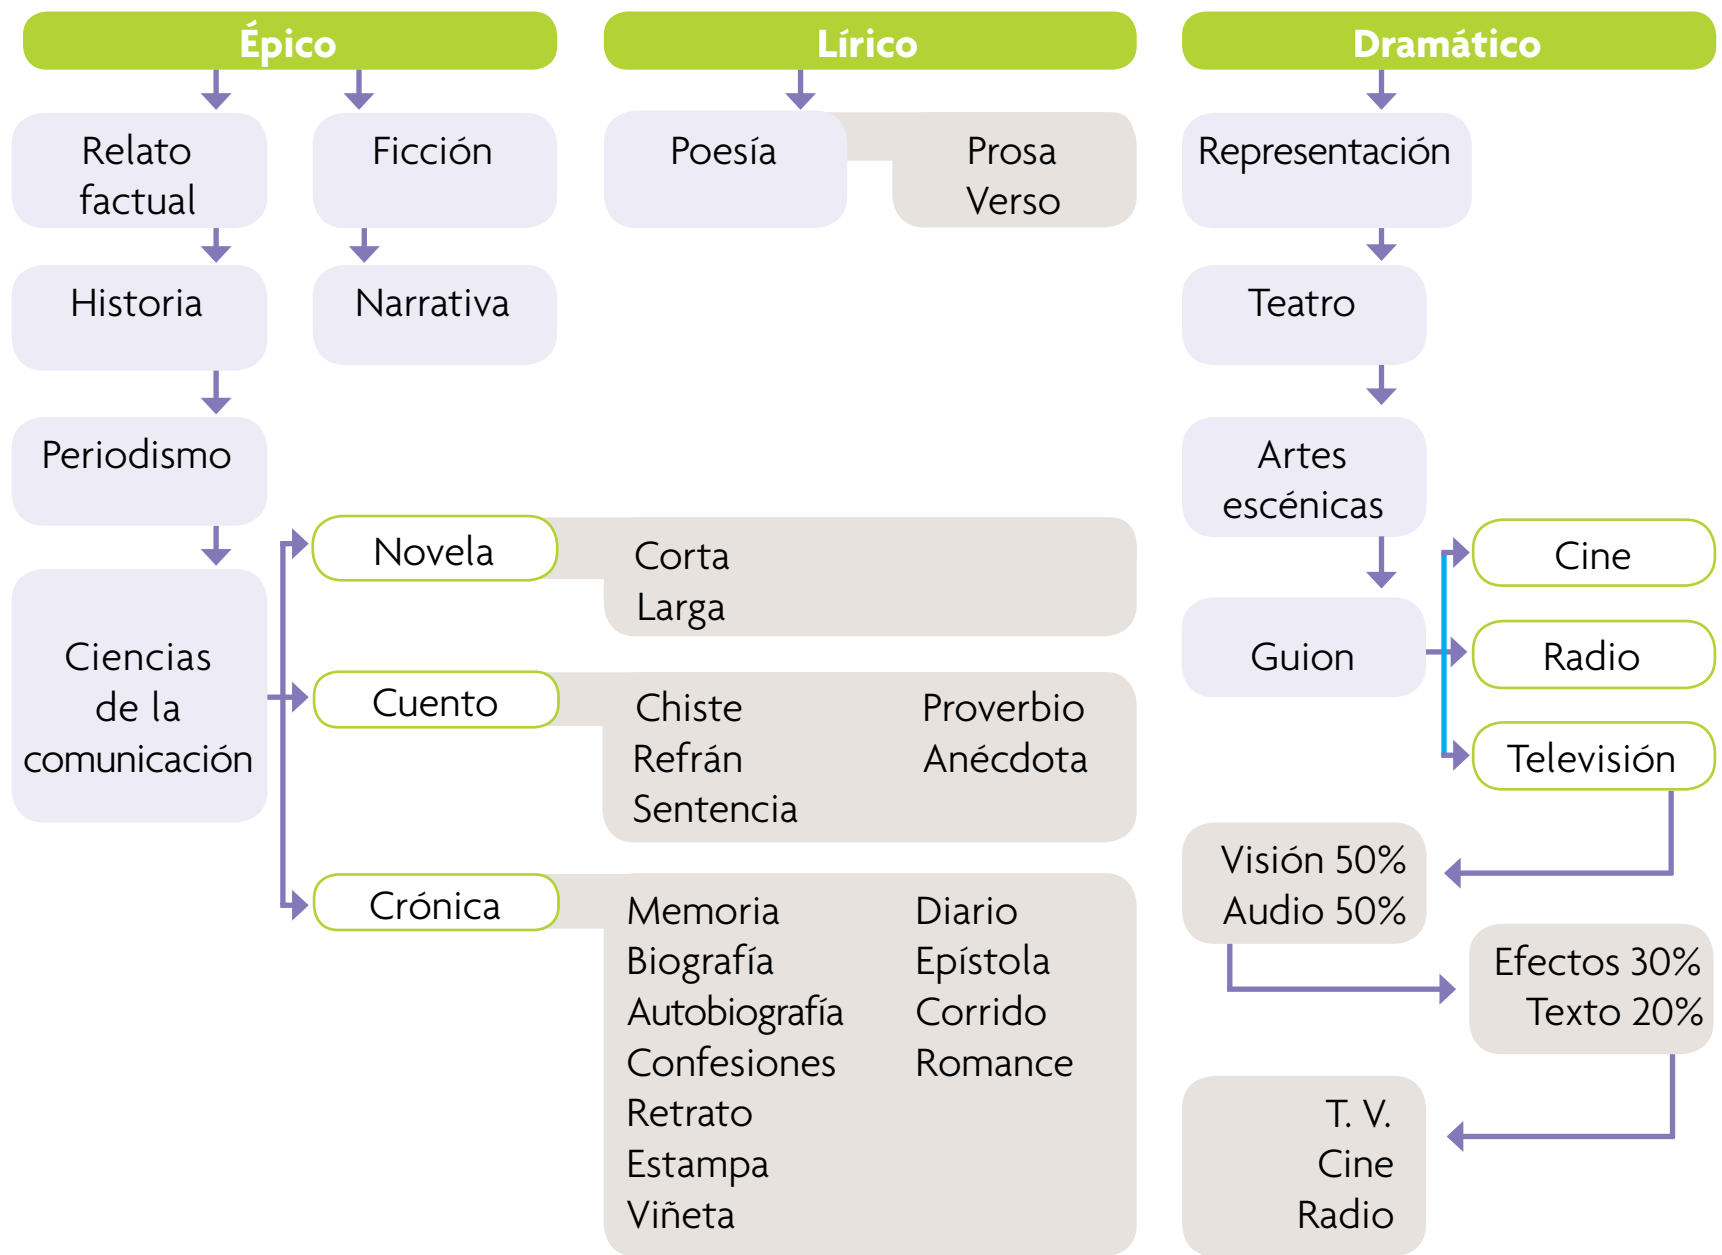 Épico
Relato
factual
Ficción
Historia
Narrativa
Periodismo
Ciencias
de la
comunicación
Novela
Corta
Larga
Cuento
Chiste
Refrán
Sentencia
Proverbio
Anécdota
Crónica
Memoria
Biografía
Autobiografía
Confesiones
Retrato
Estampa
Viñeta
Diario
Epístola
Corrido
Romance
Lírico
Poesía
Prosa
Verso
Dramático
Representación
Teatro
Artes
escénicas
Guion
Cine
Radio
Televisión
Visión 50%
Audio 50%
Efectos 30%
Texto 20%
T. V.
Cine
Radio